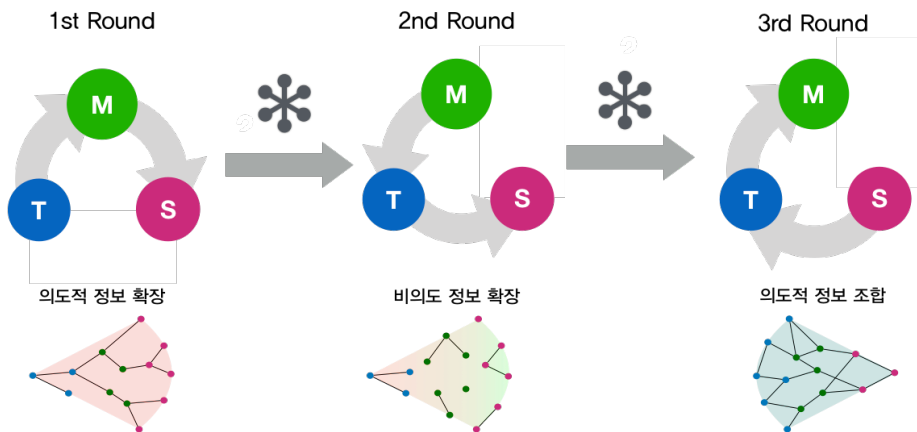 1st Round
2nd Round
3rd Round
M
T
S
M
T
S
M
T
S
의도적 정보 확장
비의도 정보 확장
의도적 정보 조합